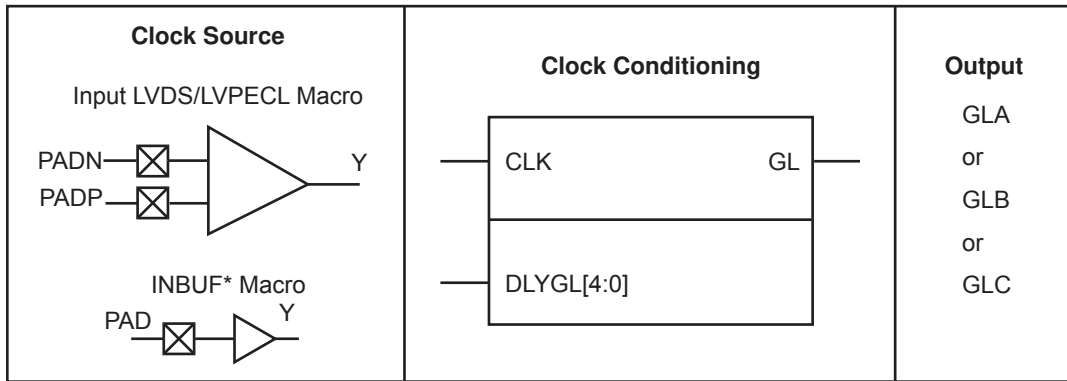 Clock Source
Input LVDS/LVPECL Macro
PADN
PADP
Y
INBUF* Macro
PAD
Y
Clock Conditioning
CLK
GL
DLYGL[4:0]
Output
GLA
or
GLB
or
GLC